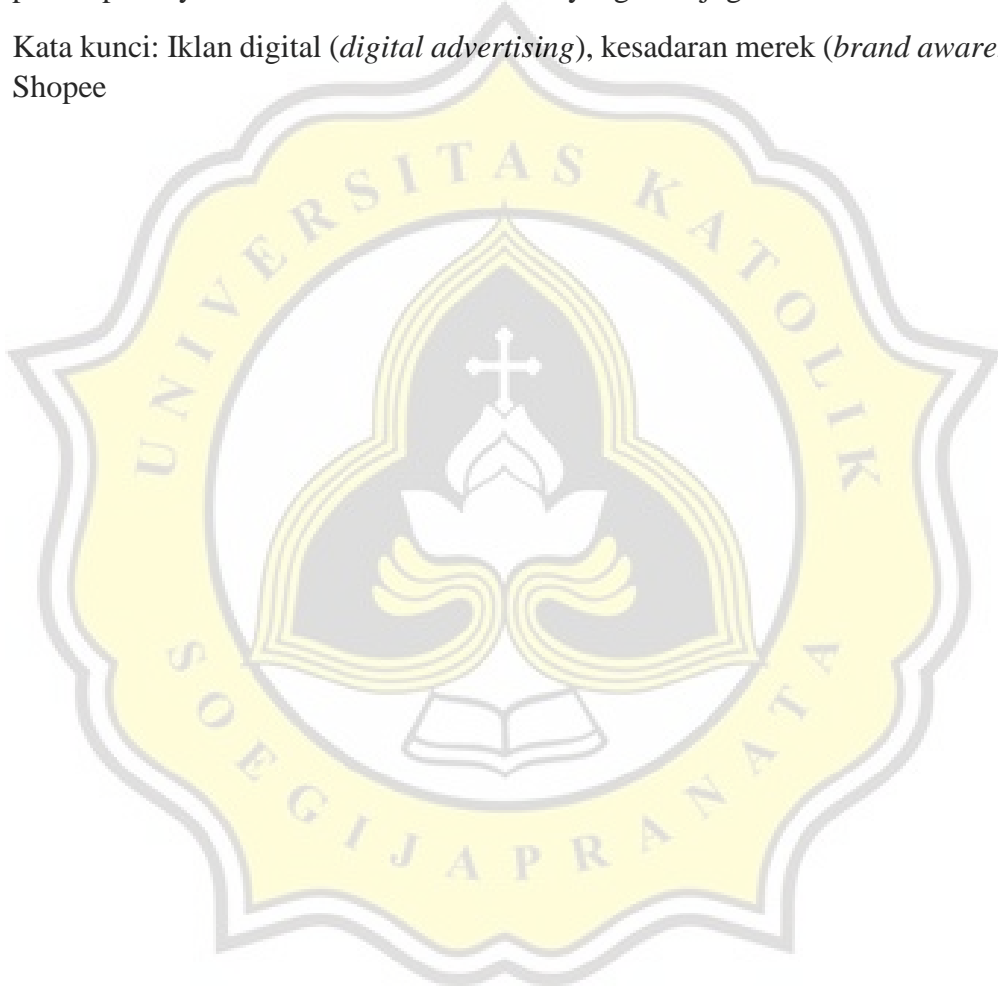 Kata kunci: Iklan digital (digital advertising), kesadaran merek (brand aware
Shopee
UNIVERSITAS KATOLIK
SOEGIJAPRANATA